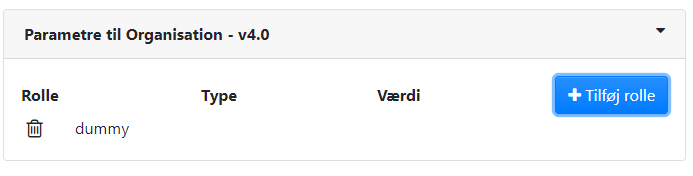 Parametre til Organisation - v4.0
Rolle Type Værdi Tilføj rolle
dummy